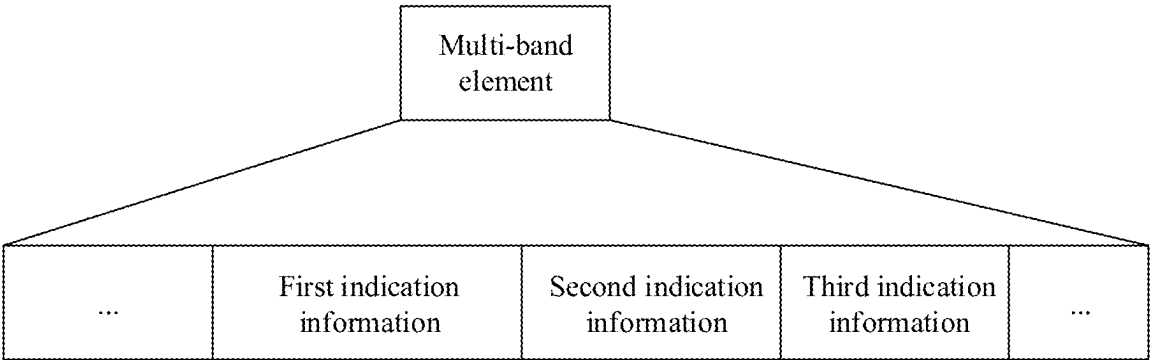 Multi-band
element
...
First indication
information
Second indication
information
Third indication
information
...